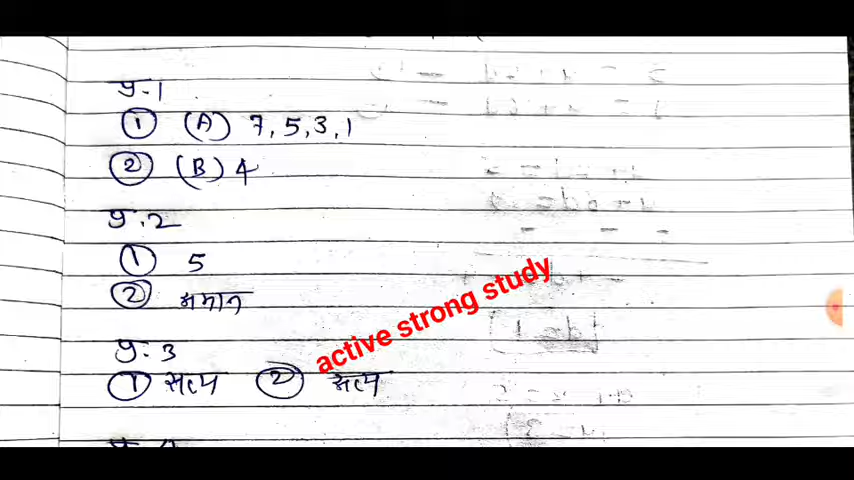 प्र.1
① (A) 7, 5, 3, 1
② (B) 4
प्र.2
① 5
② समान
active strong study
प्र.3
① सत्य ② सत्य